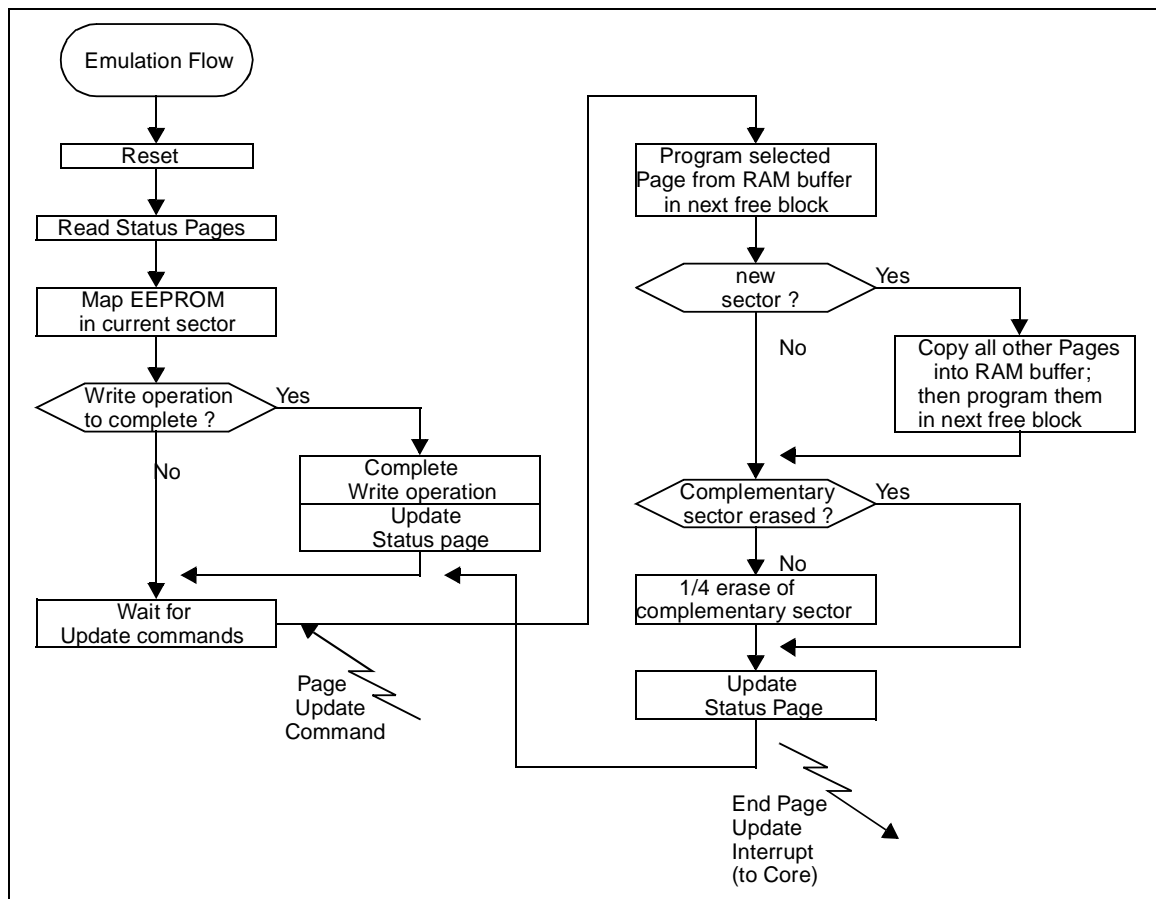 Emulation Flow
Reset
Read Status Pages
Map EEPROM
in current sector
Write operation
to complete ?
Yes
No
Complete
Write operation
Update
Status page
Wait for
Update commands
Page
Update
Command
Program selected
Page from RAM buffer
in next free block
new
sector ?
Yes
No
Copy all other Pages
into RAM buffer;
then program them
in next free block
Complementary
sector erased ?
Yes
No
1/4 erase of
complementary sector
Update
Status Page
End Page
Update
Interrupt
(to Core)